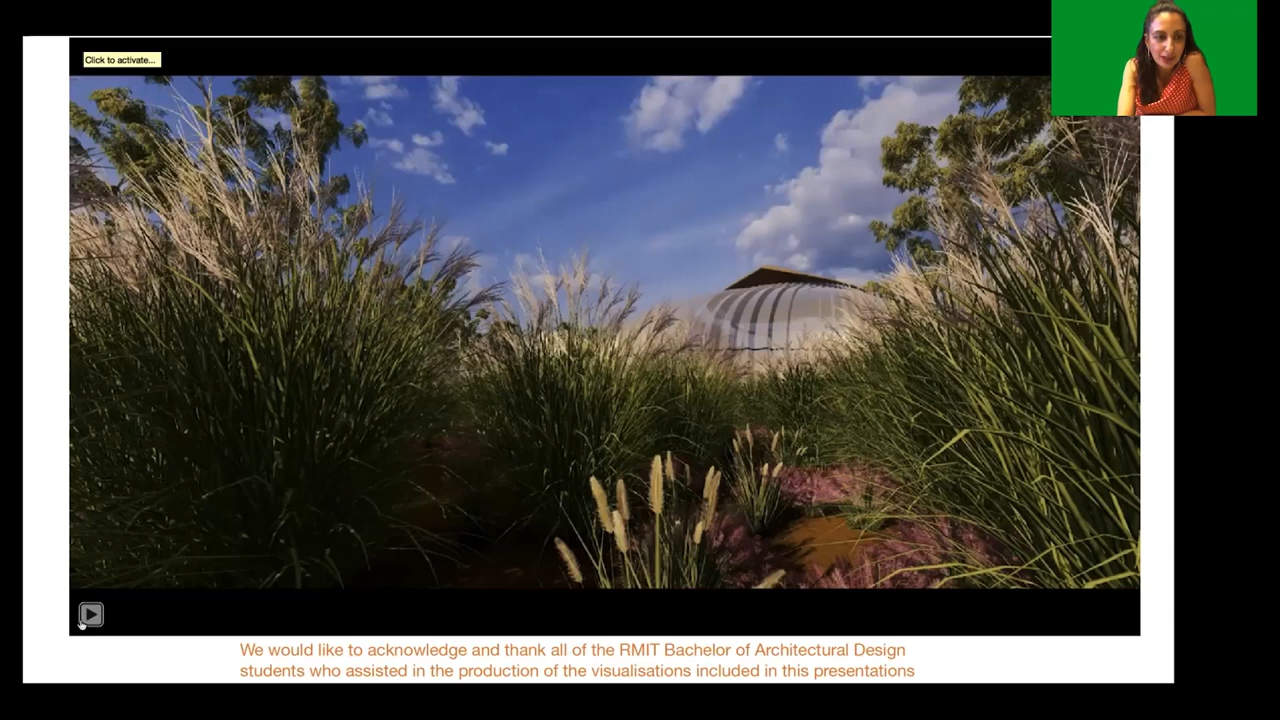 Click to activate...
We would like to acknowledge and thank all of the RMIT Bachelor of Architectural Design
students who assisted in the production of the visualisations included in this presentations